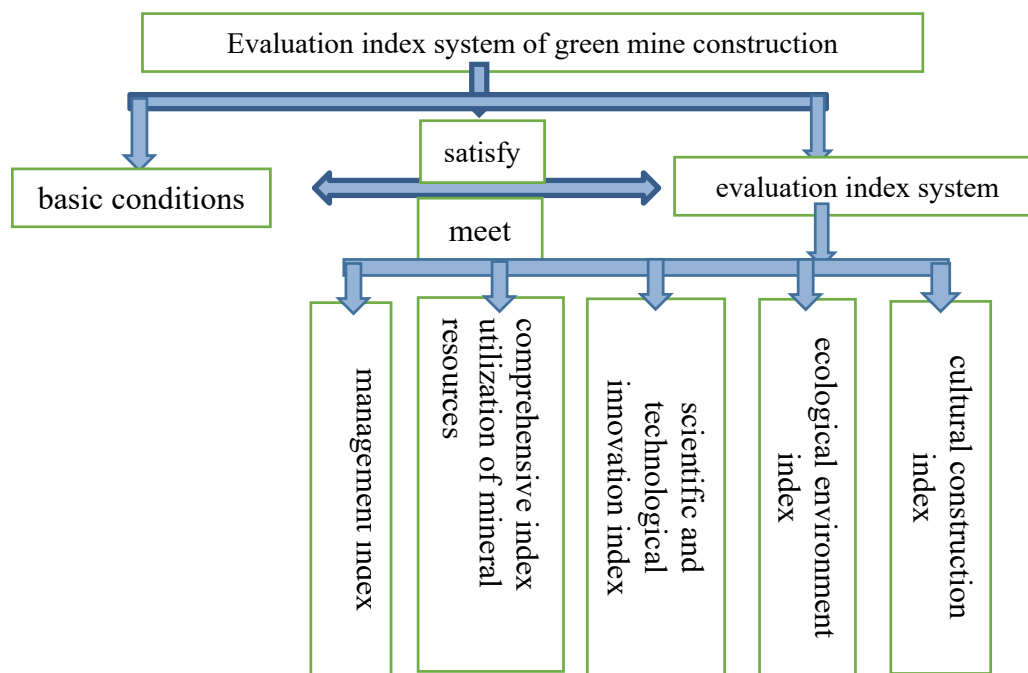 Evaluation index system of green mine construction
satisfy
basic conditions
evaluation index system
meet
management index
comprehensive index
utilization of mineral
resources
scientific and
technological
innovation index
ecological environment
index
cultural construction
index